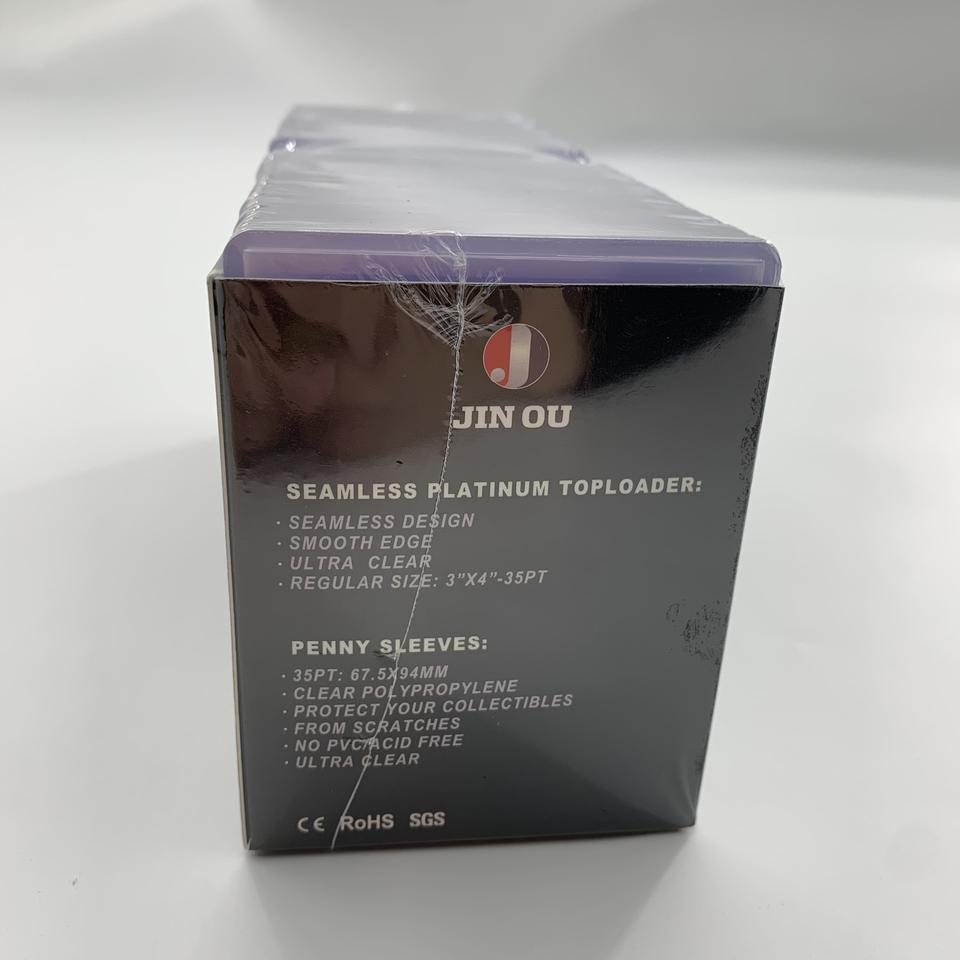 J
JIN OU
SEAMLESS PLATINUM TOPLOADER:
· SEAMLESS DESIGN
· SMOOTH EDGE
· ULTRA CLEAR
· REGULAR SIZE: 3”X4”-35PT
PENNY SLEEVES:
· 35PT: 67.5X94MM
· CLEAR POLYPROPYLENE
· PROTECT YOUR COLLECTIBLES
· FROM SCRATCHES
· NO PVC/ACID FREE
· ULTRA CLEAR
CE RoHS SGS